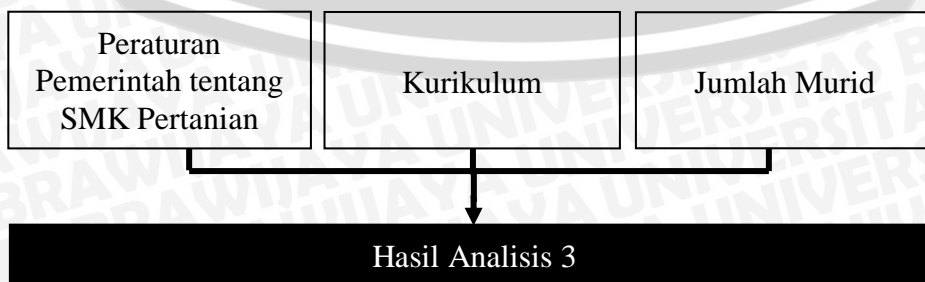 Peraturan
Pemerintah tentang
SMK Pertanian
Kurikulum
Jumlah Murid
Hasil Analisis 3